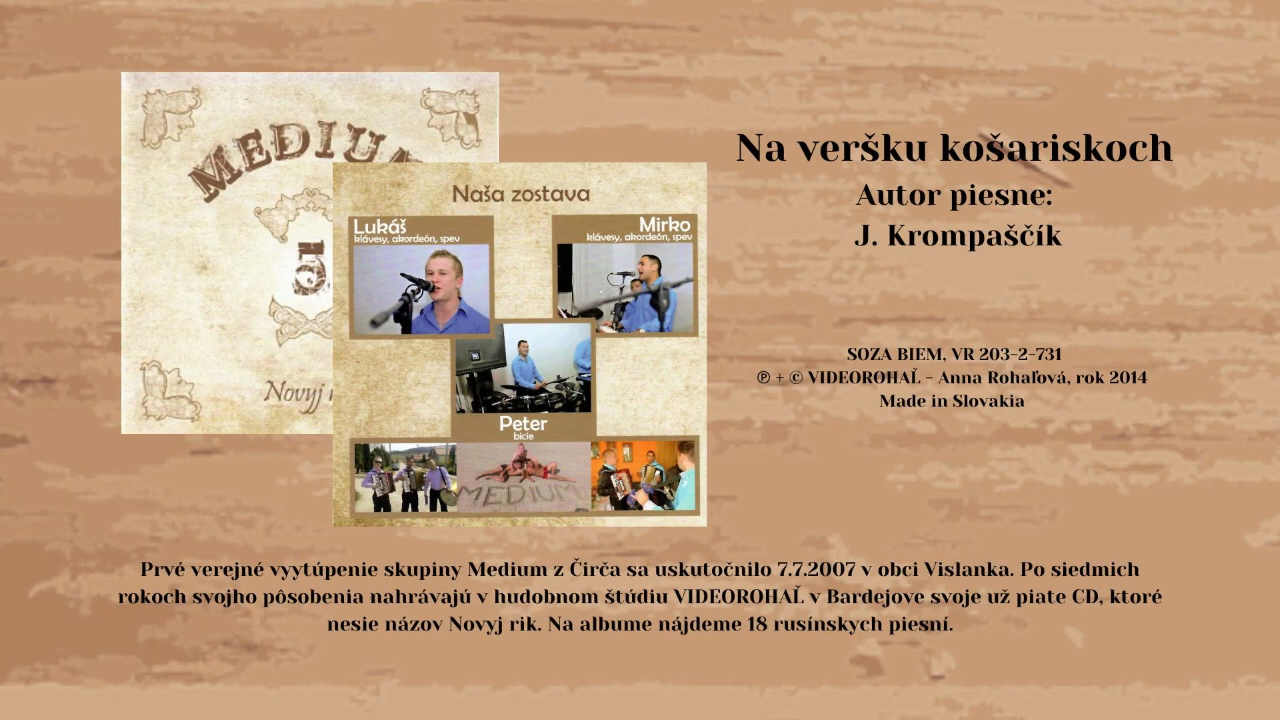 MEDIUM
Novyj
Naša zostava
Lukáš
klávesy, akordeón, spev
Mirko
klávesy, akordeón, spev
Peter
bicie
MEDIUM
Na veršku košariskoch
Autor piesne:
J. Krompaščík
SOZA BIEM, VR 203-2-731
℗ + © VIDEOROHAĽ - Anna Rohaľová, rok 2014
Made in Slovakia
Prvé verejné vyytúpenie skupiny Medium z Čirča sa uskutočnilo 7.7.2007 v obci Vislanka. Po siedmich
rokoch svojho pôsobenia nahrávajú v hudobnom štúdiu VIDEOROHAĽ v Bardejove svoje už piate CD, ktoré
nesie názov Novyj rik. Na albume nájdeme 18 rusínskych piesní.